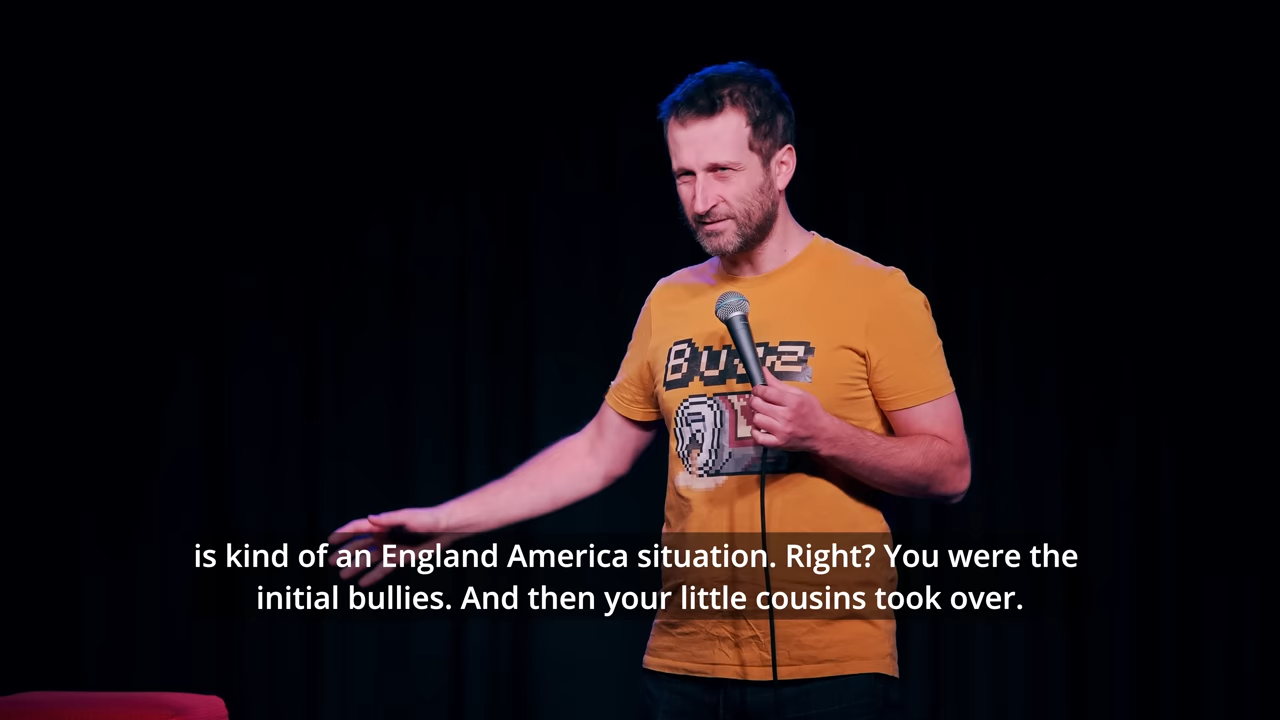 is kind of an England America situation. Right? You were the
initial bullies. And then your little cousins took over.